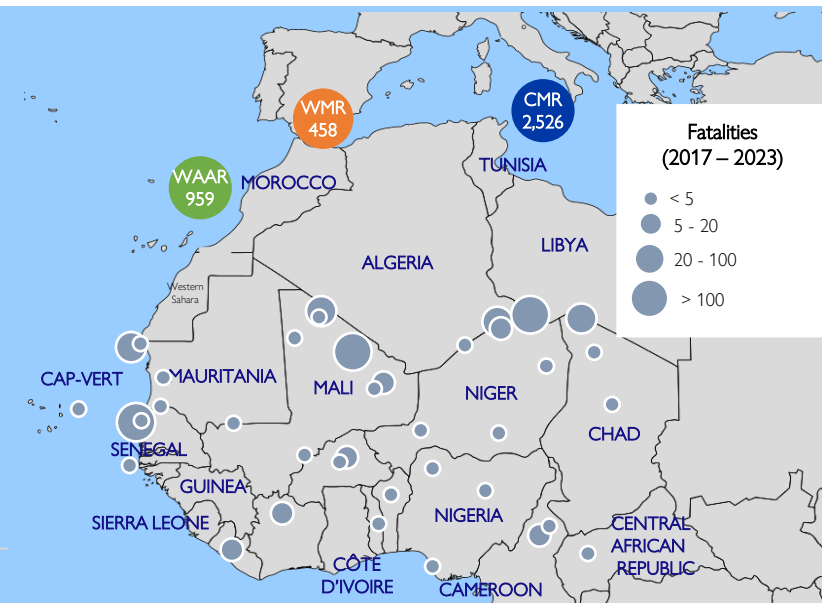 WMR
458
CMR
2,526
Fatalities
(2017 – 2023)
< 5
5 - 20
20 - 100
> 100
WAAR
959
MOROCCO
TUNISIA
ALGERIA
LIBYA
Western
Sahara
CAP-VERT
MAURITANIA
MALI
NIGER
CHAD
SENEGAL
GUINEA
SIERRA LEONE
NIGERIA
CENTRAL
AFRICAN
REPUBLIC
CÔTE
D'IVOIRE
CAMEROON